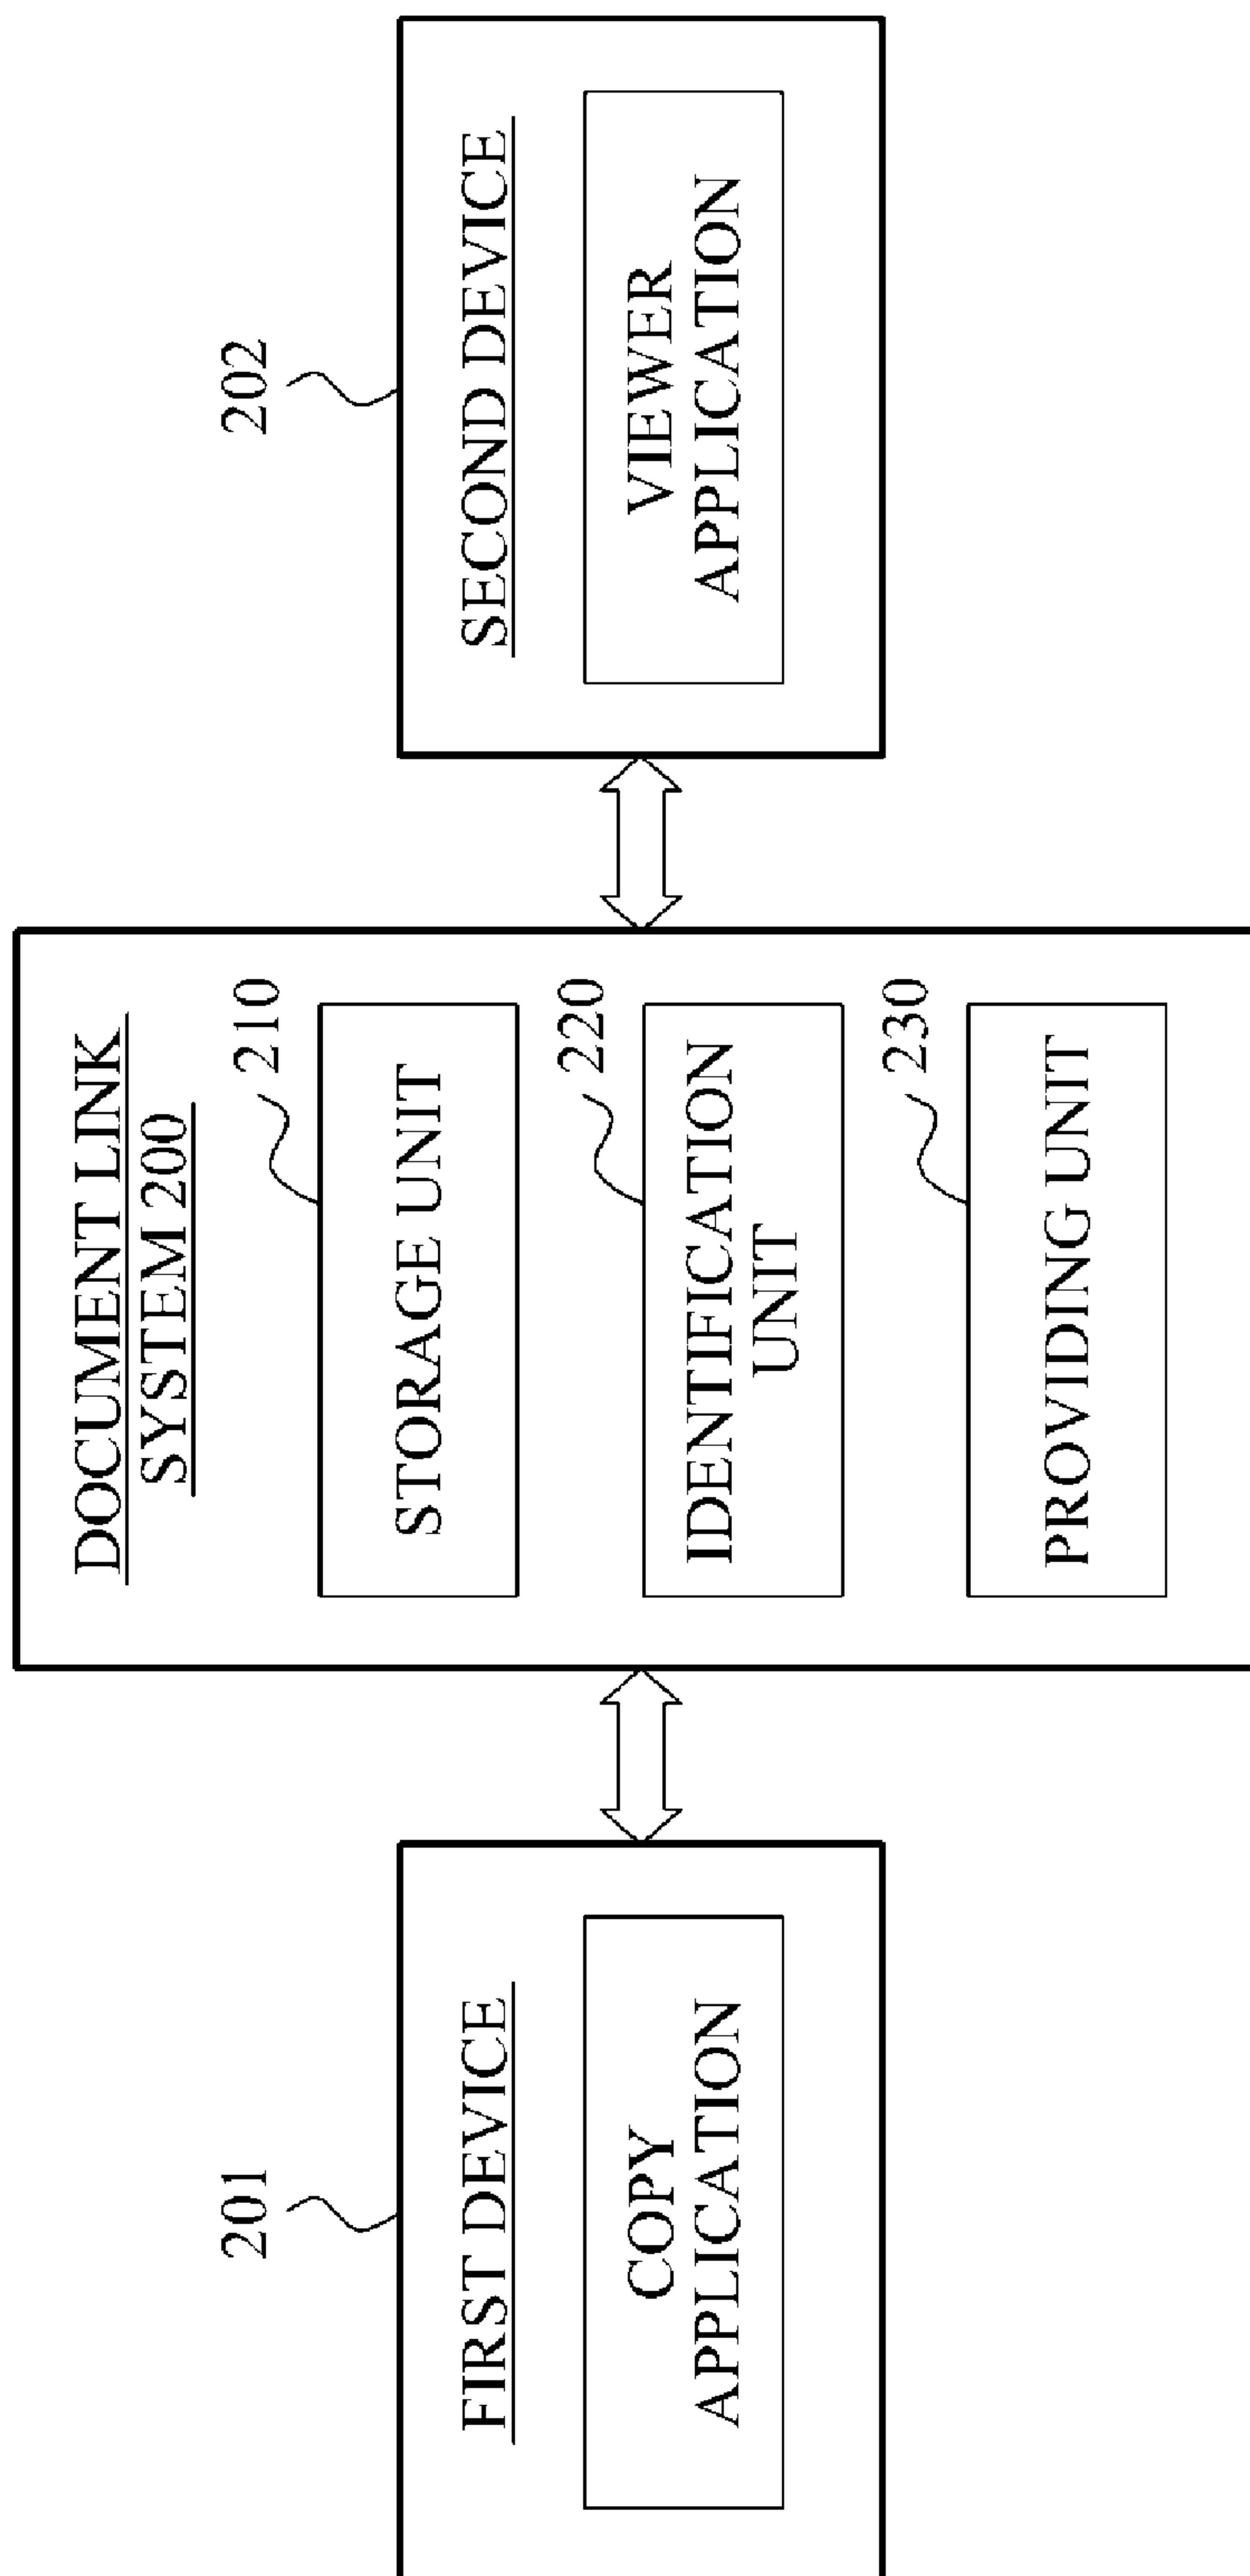 201
FIRST DEVICE
COPY
APPLICATION
DOCUMENT LINK
SYSTEM 200
210
STORAGE UNIT
220
IDENTIFICATION
UNIT
230
PROVIDING UNIT
202
SECOND DEVICE
VIEWER
APPLICATION